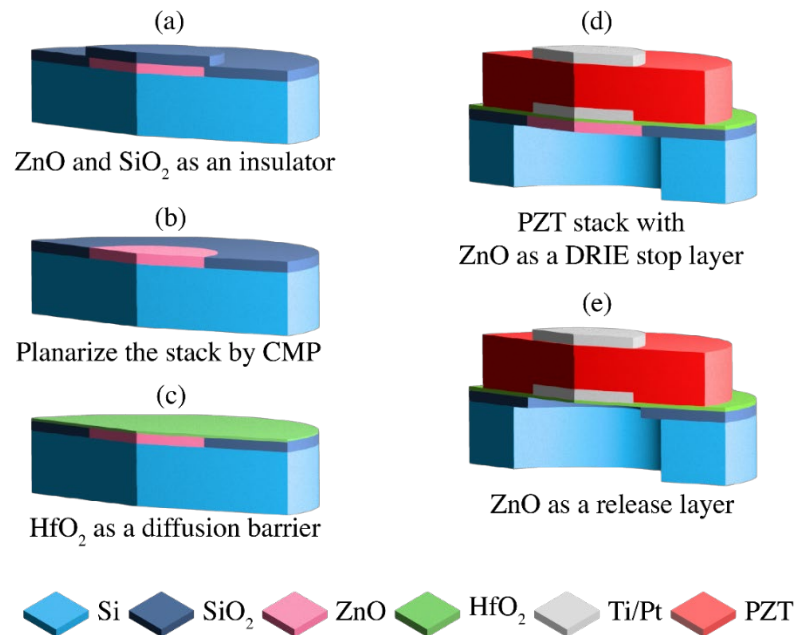 (a)
ZnO and SiO₂ as an insulator
(b)
Planarize the stack by CMP
(c)
HfO₂ as a diffusion barrier
(d)
PZT stack with
ZnO as a DRIE stop layer
(e)
ZnO as a release layer
Si SiO₂ ZnO HfO₂ Ti/Pt PZT